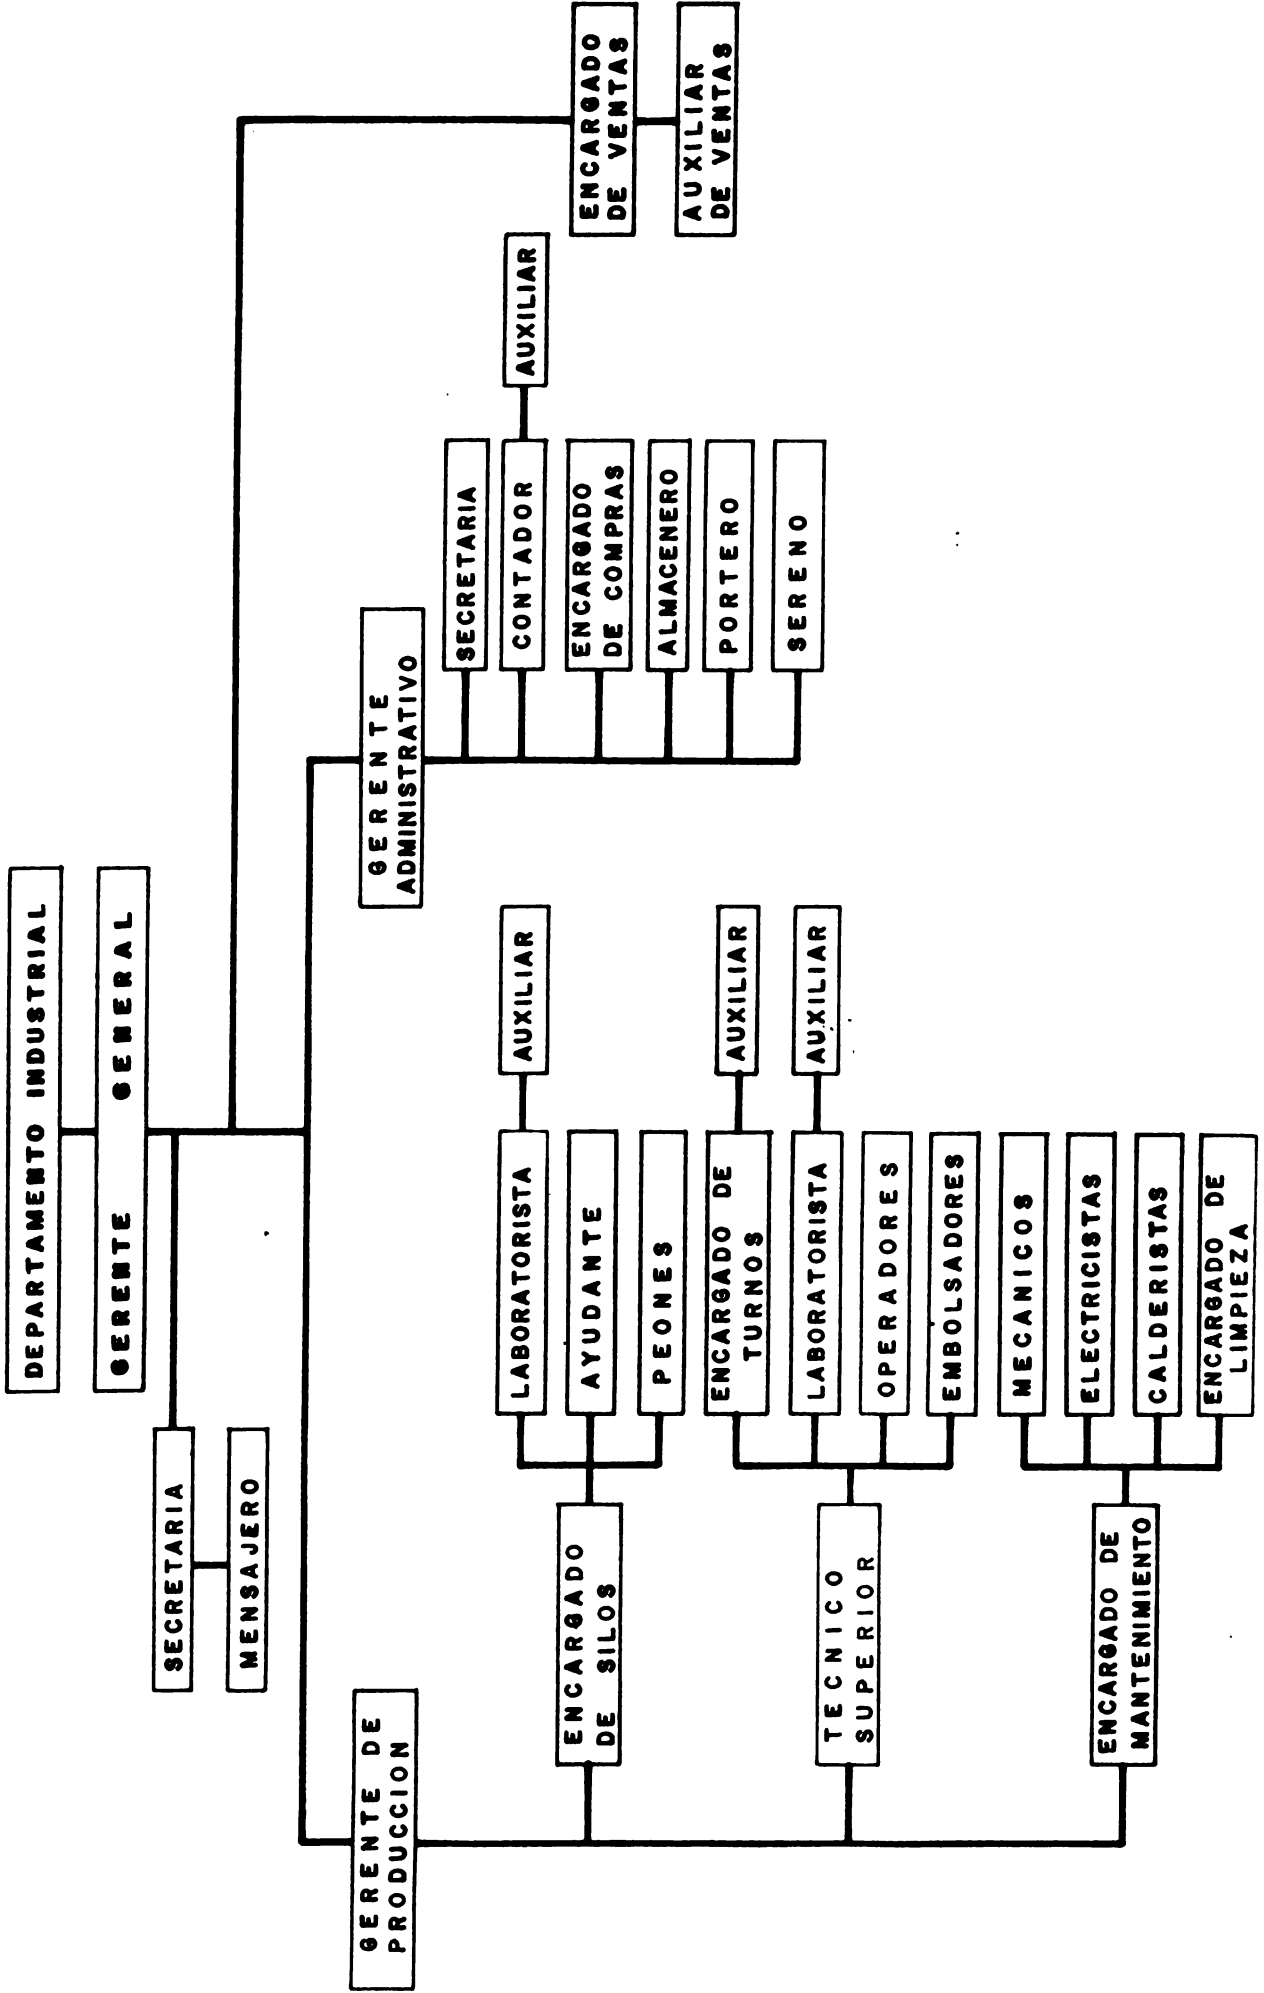 DEPARTAMENTO INDUSTRIAL
GERENTE GENERAL
SECRETARIA
MENSAJERO
GERENTE DE
PRODUCCION
ENCARGADO
DE SILOS
LABORATORISTA
AUXILIAR
AYUDANTE
PEONES
TECNICO
SUPERIOR
ENCARGADO DE
TURNOS
AUXILIAR
LABORATORISTA
AUXILIAR
OPERADORES
EMBOLSADORES
ENCARGADO DE
MANTENIMIENTO
MECANICOS
ELECTRICISTAS
CALDERISTAS
ENCARGADO DE
LIMPIEZA
GERENTE
ADMINISTRATIVO
SECRETARIA
CONTADOR
AUXILIAR
ENCARGADO
DE COMPRAS
ALMACENERO
PORTERO
SERENO
ENCARGADO
DE VENTAS
AUXILIAR
DE VENTAS